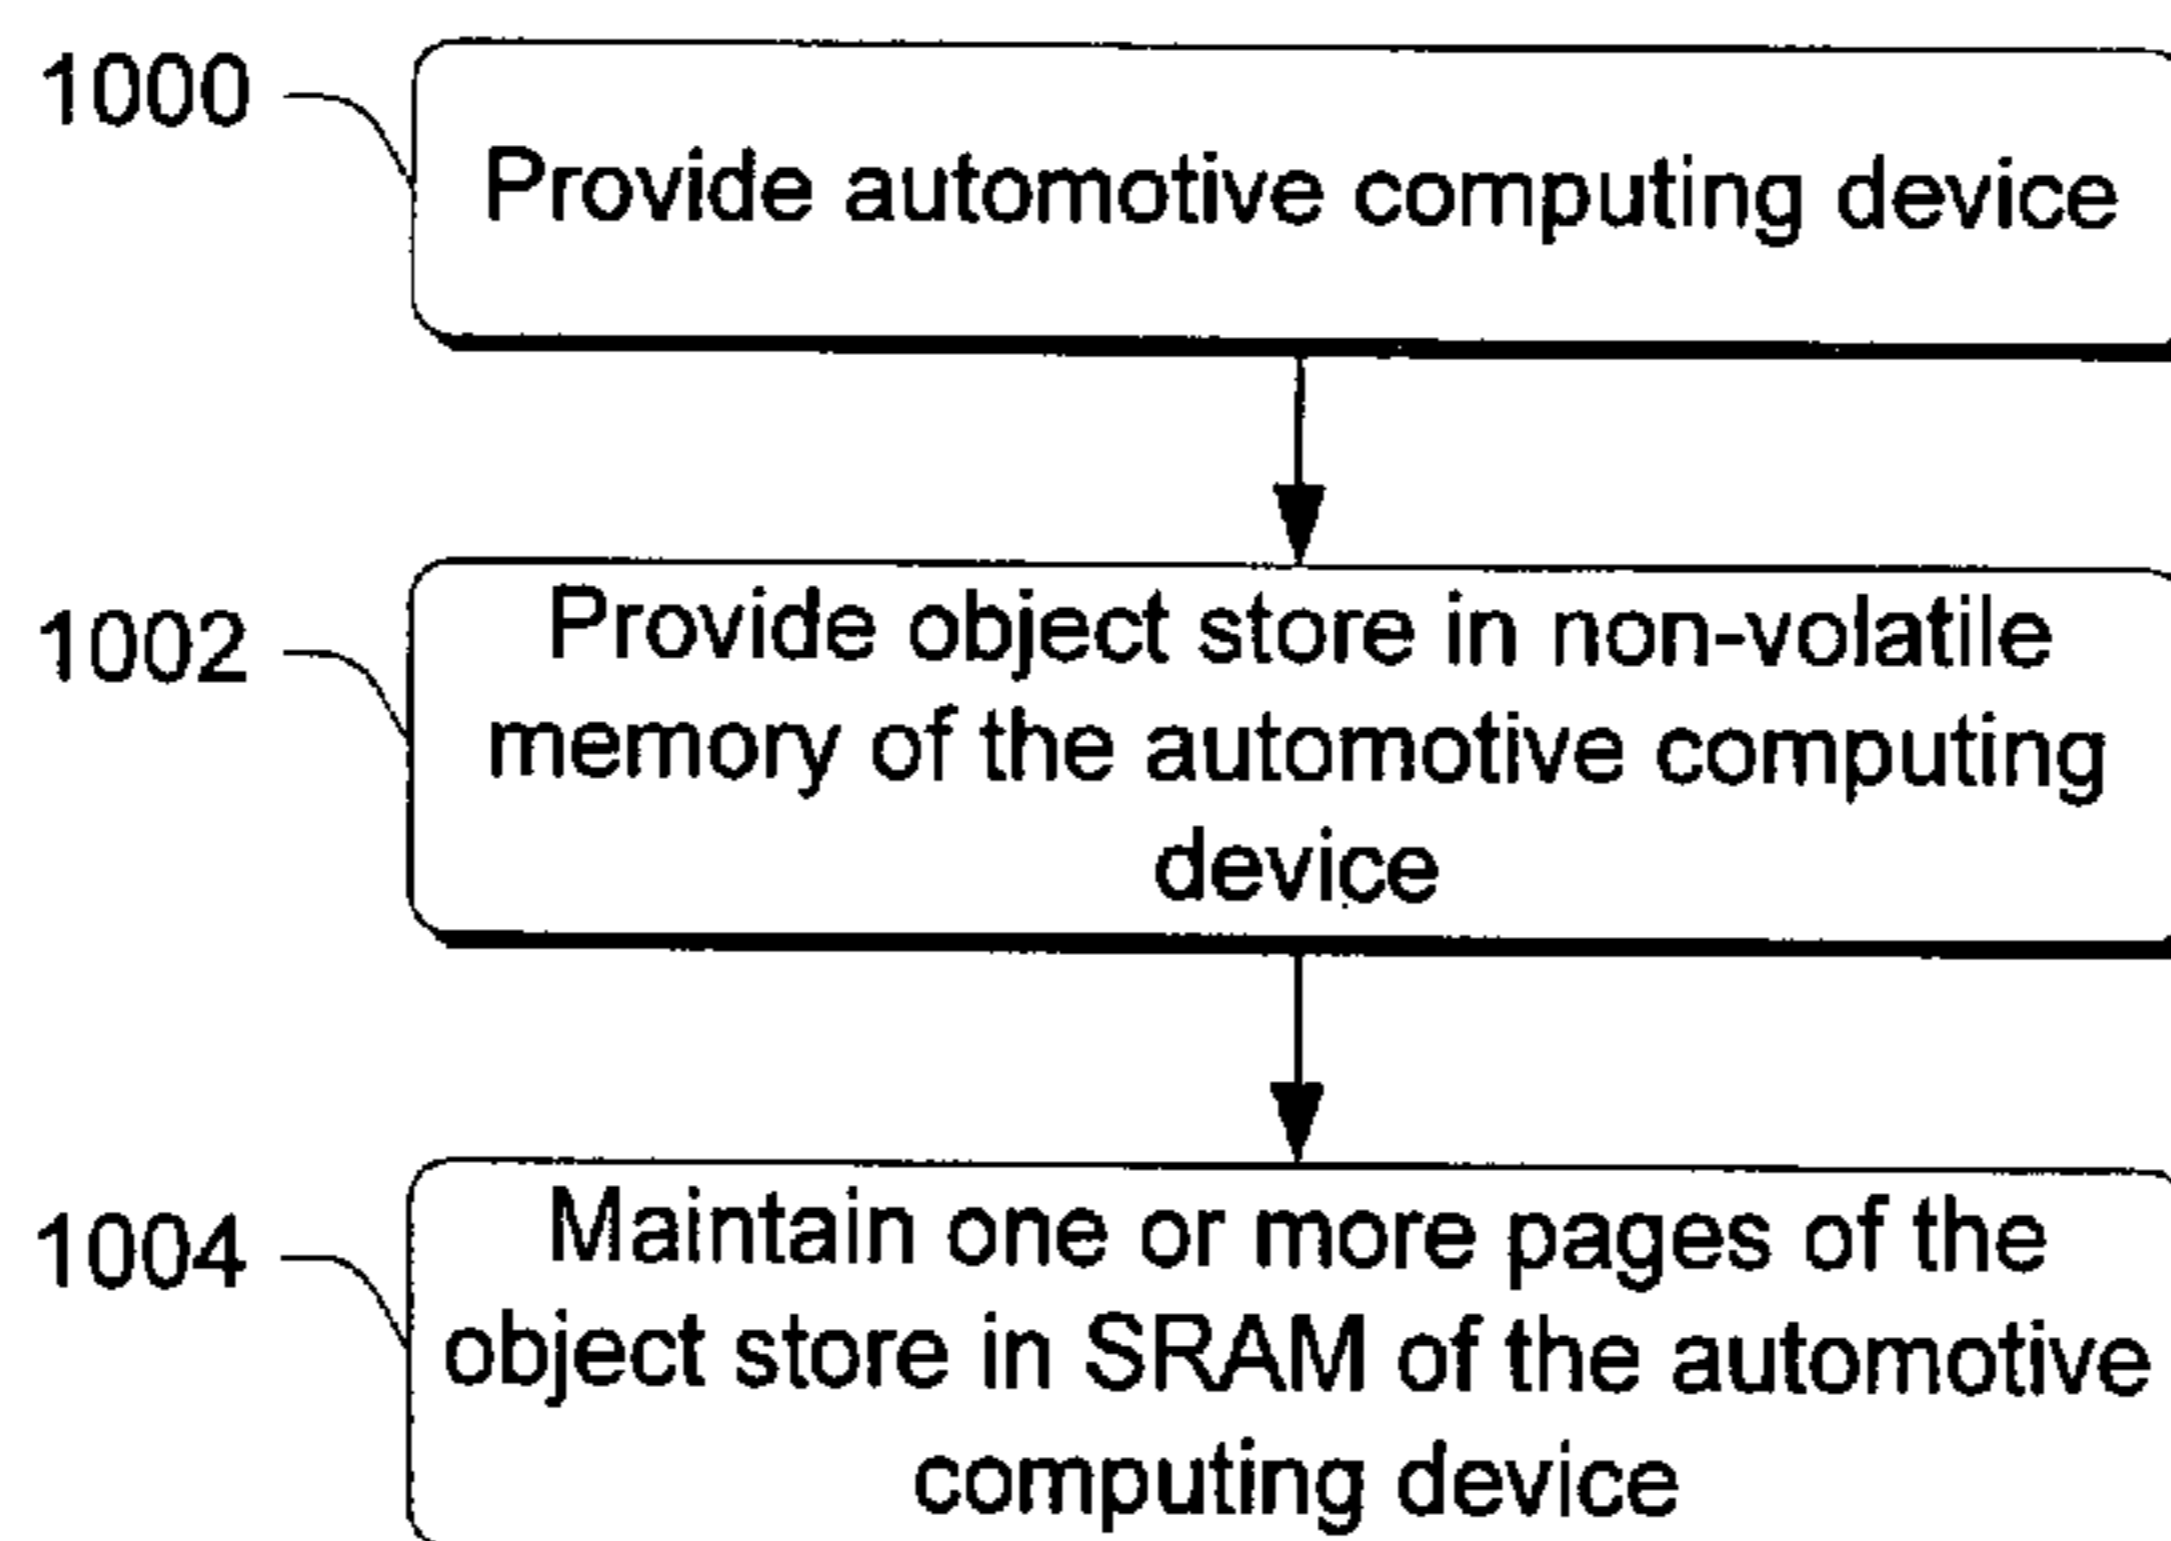 1000
Provide automotive computing device
1002
Provide object store in non-volatile
memory of the automotive computing
device
1004
Maintain one or more pages of the
object store in SRAM of the automotive
computing device